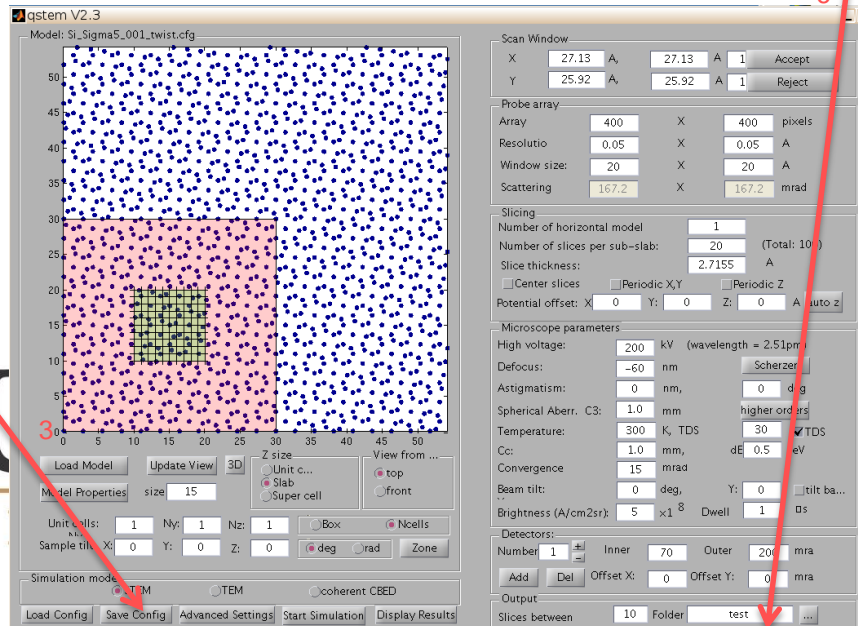 qstem V2.3
Model: Si_Sigma5_001_twist.cfg
50
45
40
35
30
25
20
15
10
5
3 0
0 5 10 15 20 25 30 35 40 45 50
Load Model Update View 3D
Model Properties size 15
Z size
Unit c...
Slab
Super cell
View from ...
top
front
Unit cells: 1 Ny: 1 Nz: 1 Box Ncells
Sample tilt, X: 0 Y: 0 Z: 0 deg rad Zone
Simulation mode
STEM TEM coherent CBED
Load Config Save Config Advanced Settings Start Simulation Display Results
Scan Window
X 27.13 A, 27.13 A 1 Accept
Y 25.92 A, 25.92 A 1 Reject
Probe array
Array 400 X 400 pixels
Resolutio 0.05 X 0.05 A
Window size: 20 X 20 A
Scattering 167.2 X 167.2 mrad
Slicing
Number of horizontal model 1
Number of slices per sub-slab: 20 (Total:
Slice thickness: 2.7155 A
Center slices Periodic X,Y Periodic Z
Potential offset: X 0 Y: 0 Z: 0 A auto z
Microscope parameters
High voltage: 200 kV (wavelength = 2.51pm)
Defocus: -60 nm Scherzer
Astigmatism: 0 nm, 0 deg
Spherical Aberr. C3: 1.0 mm higher orders
Temperature: 300 K, TDS 30 TDS
Cc: 1.0 mm, dE 0.5 eV
Convergence 15 mrad
Beam tilt: 0 deg, Y: 0 tilt ba...
Brightness (A/cm2sr): 5 x1 8 Dwell 1 s
Detectors:
Number 1 + - Inner 70 Outer 200 mra
Add Del Offset X: 0 Offset Y: 0 mra
Output
Slices between 10 Folder test ...